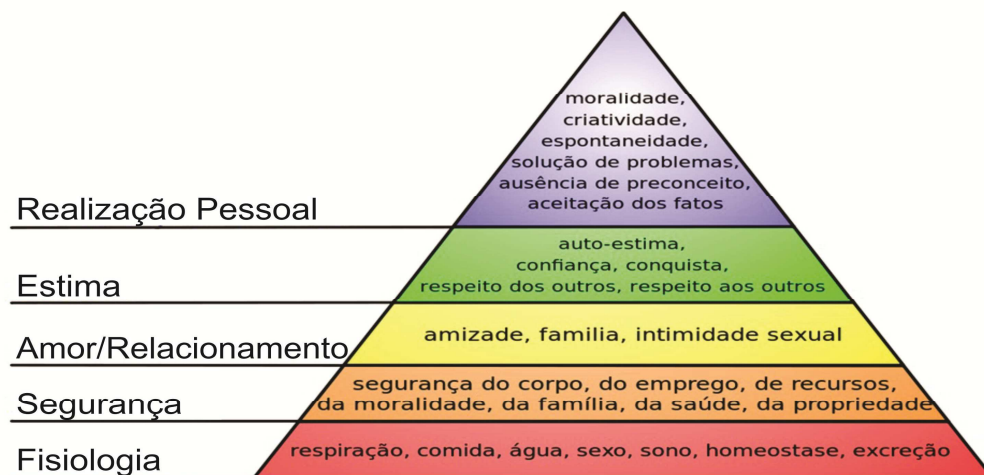 moralidade,
criatividade,
espontaneidade,
solução de problemas,
ausência de preconceito,
aceitação dos fatos
Realização Pessoal
auto-estima,
confiança, conquista,
respeito dos outros, respeito aos outros
Estima
amizade, familia, intimidade sexual
Amor/Relacionamento
segurança do corpo, do emprego, de recursos,
da moralidade, da família, da saúde, da propriedade
Segurança
respiração, comida, água, sexo, sono, homeostase, excreção
Fisiologia